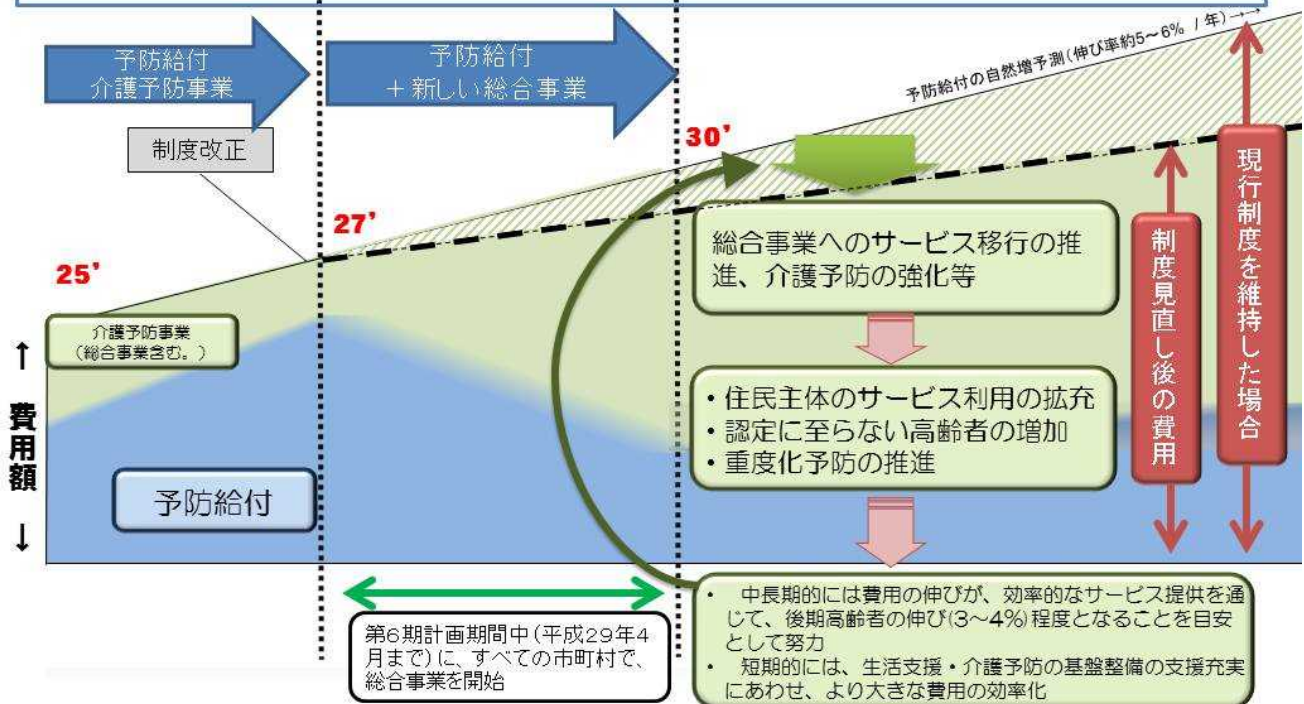 予防給付
介護予防事業
予防給付
＋新しい総合事業
予防給付の自然増予測(伸び率約5～6% / 年)→→
制度改正
25'
27'
30'
介護予防事業
(総合事業含む。)
↑
費用額
↓
予防給付
総合事業へのサービス移行の推
進、介護予防の強化等
・住民主体のサービス利用の拡充
・認定に至らない高齢者の増加
・重度化予防の推進
制度見直し後の費用
現行制度を維持した場合
第6期計画期間中(平成29年4
月まで)に、すべての市町村で、
総合事業を開始
・ 中長期的には費用の伸びが、効率的なサービス提供を通
じて、後期高齢者の伸び(3～4%)程度となることを目安
として努力
・ 短期的には、生活支援・介護予防の基盤整備の支援充実
にあわせ、より大きな費用の効率化